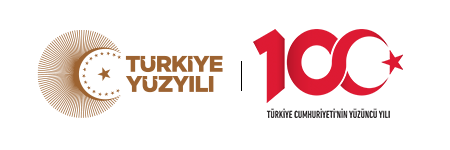 TÜRKİYE
YÜZYILI
100
TÜRKİYE CUMHURİYETİ'NİN YÜZÜNCÜ YILI